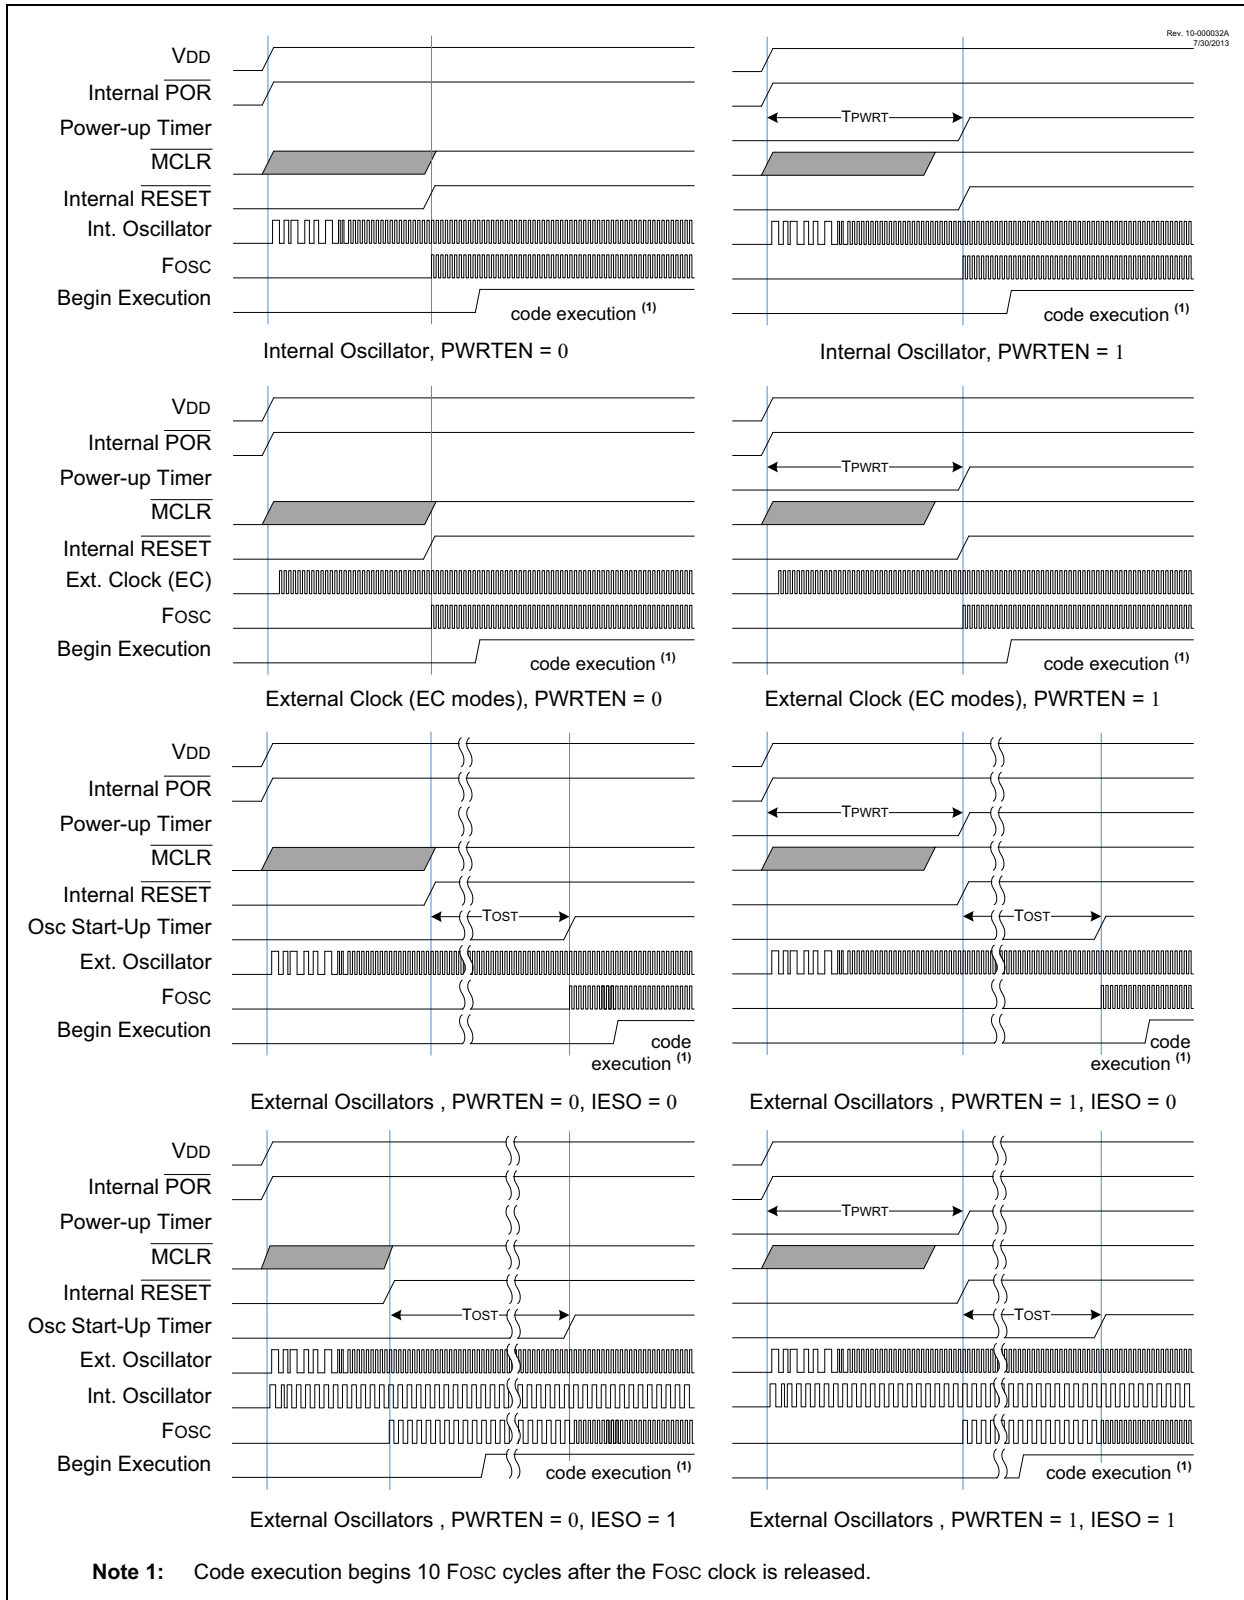 Rev. 10-000032A
7/30/2013
VDD
Internal POR
Power-up Timer
MCLR
Internal RESET
Int. Oscillator
FOSC
Begin Execution
code execution (1)
Internal Oscillator, PWRTEN = 0
TPWRT
code execution (1)
Internal Oscillator, PWRTEN = 1
VDD
Internal POR
Power-up Timer
MCLR
Internal RESET
Ext. Clock (EC)
FOSC
Begin Execution
code execution (1)
External Clock (EC modes), PWRTEN = 0
TPWRT
code execution (1)
External Clock (EC modes), PWRTEN = 1
VDD
Internal POR
Power-up Timer
MCLR
Internal RESET
Osc Start-Up Timer
Ext. Oscillator
FOSC
Begin Execution
TOST
code
execution (1)
External Oscillators , PWRTEN = 0, IESO = 0
TPWRT
TOST
code
execution (1)
External Oscillators , PWRTEN = 1, IESO = 0
VDD
Internal POR
Power-up Timer
MCLR
Internal RESET
Osc Start-Up Timer
Ext. Oscillator
Int. Oscillator
FOSC
Begin Execution
TOST
code execution (1)
External Oscillators , PWRTEN = 0, IESO = 1
TPWRT
TOST
code execution (1)
External Oscillators , PWRTEN = 1, IESO = 1
Note 1: Code execution begins 10 FOSC cycles after the FOSC clock is released.